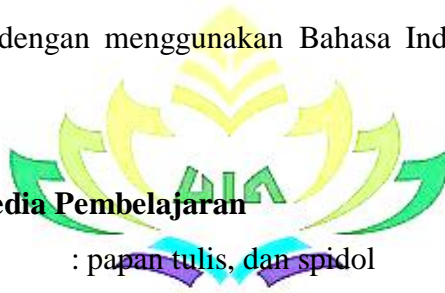 dengan menggunakan Bahasa Ind
edia Pembelajaran
: papan tulis, dan spidol